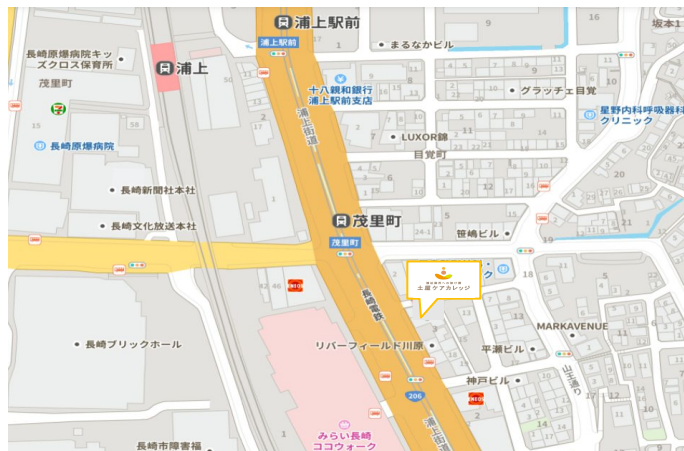 浦上駅前
浦上駅前
まるなかビル
坂本1
長崎原爆病院キッ
ズクロス保育所
浦上
茂里町
十八親和銀行
浦上駅前支店
グラッチェ目覚
星野内科呼吸器科
クリニック
浦上街道
LUXOR錦
長崎原爆病院
目覚町
長崎新聞社本社
茂里町
長崎文化放送本社
笹嶋ビル
茂里町
ク
土屋ケアカレッジ
ENEOS
長崎電鉄
MARKAVENUE
長崎ブリックホール
リバーフィールド川原
平瀬ビル
山王通り
神戸ビル
206
ENEOS
みらい長崎
ココウォーク
浦上街道
長崎市障害福